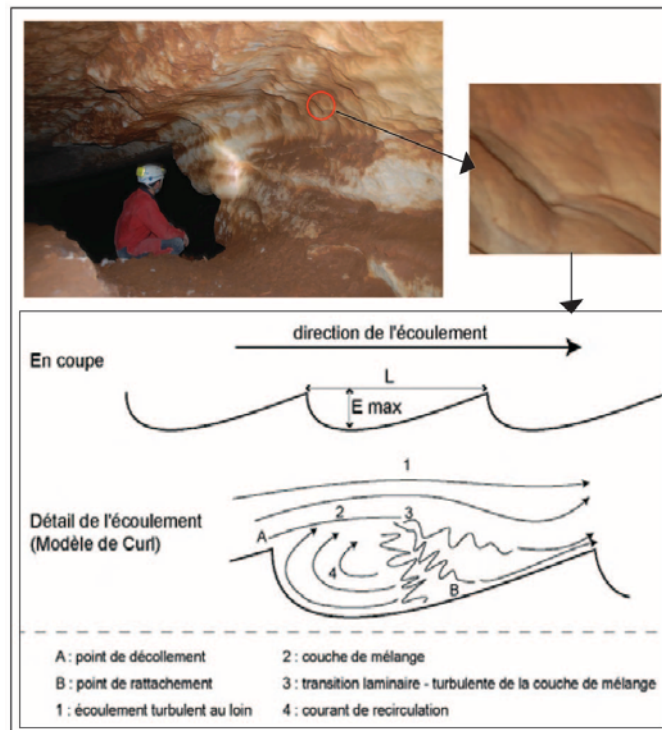 direction de l'écoulement
En coupe
L
E max
1
Détail de l'écoulement
(Modèle de Curl)
2
3
A
4
B
A : point de décollement
2 : couche de mélange
B : point de rattachement
3 : transition laminaire - turbulente de la couche de mélange
1 : écoulement turbulent au loin
4 : courant de recirculation